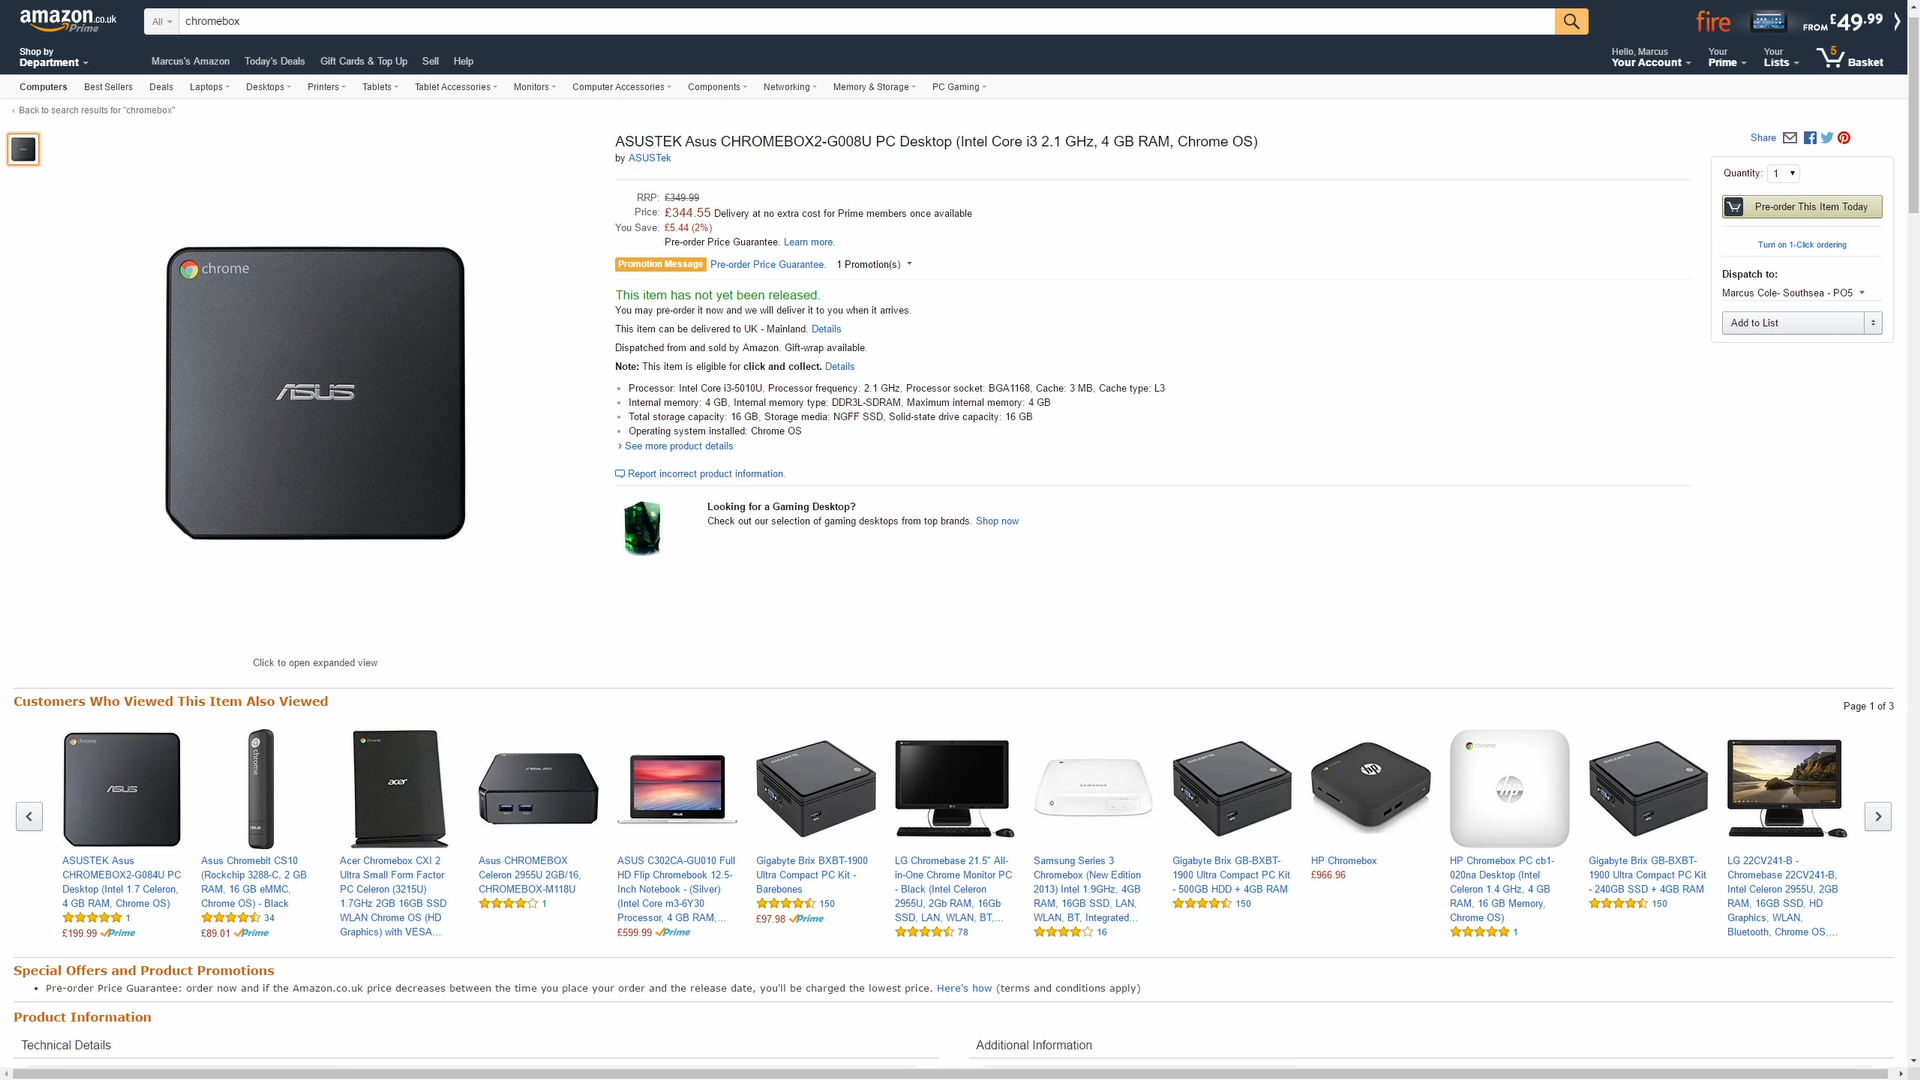 amazon.co.uk
Prime
All
chromebox
fire
FROM £49.99
Shop by
Department
Marcus's Amazon
Today's Deals
Gift Cards & Top Up
Sell
Help
Hello, Marcus
Your Account
Your
Prime
Your
Lists
5
Basket
Computers
Best Sellers
Deals
Laptops
Desktops
Printers
Tablets
Tablet Accessories
Monitors
Computer Accessories
Components
Networking
Memory & Storage
PC Gaming
‹ Back to search results for "chromebox"
chrome
ASUS
Click to open expanded view
ASUSTEK Asus CHROMEBOX2-G008U PC Desktop (Intel Core i3 2.1 GHz, 4 GB RAM, Chrome OS)
by ASUSTek
RRP: £349.99
Price: £344.55 Delivery at no extra cost for Prime members once available
You Save: £5.44 (2%)
Pre-order Price Guarantee. Learn more.
Promotion Message Pre-order Price Guarantee. 1 Promotion(s)
This item has not yet been released.
You may pre-order it now and we will deliver it to you when it arrives.
This item can be delivered to UK - Mainland. Details
Dispatched from and sold by Amazon. Gift-wrap available.
Note: This item is eligible for click and collect. Details
• Processor: Intel Core i3-5010U, Processor frequency: 2.1 GHz, Processor socket: BGA1168, Cache: 3 MB, Cache type: L3
• Internal memory: 4 GB, Internal memory type: DDR3L-SDRAM, Maximum internal memory: 4 GB
• Total storage capacity: 16 GB, Storage media: NGFF SSD, Solid-state drive capacity: 16 GB
• Operating system installed: Chrome OS
› See more product details
Report incorrect product information.
Looking for a Gaming Desktop?
Check out our selection of gaming desktops from top brands. Shop now
Share
Quantity: 1
Pre-order This Item Today
Turn on 1-Click ordering
Dispatch to:
Marcus Cole- Southsea - PO5
Add to List
Customers Who Viewed This Item Also Viewed
Page 1 of 3
ASUSTEK Asus
CHROMEBOX2-G084U PC
Desktop (Intel 1.7 Celeron,
4 GB RAM, Chrome OS)
1
£199.99 Prime
Asus Chromebit CS10
(Rockchip 3288-C, 2 GB
RAM, 16 GB eMMC,
Chrome OS) - Black
34
£89.01 Prime
Acer Chromebox CXI 2
Ultra Small Form Factor
PC Celeron (3215U)
1.7GHz 2GB 16GB SSD
WLAN Chrome OS (HD
Graphics) with VESA…
Asus CHROMEBOX
Celeron 2955U 2GB/16,
CHROMEBOX-M118U
1
ASUS C302CA-GU010 Full
HD Flip Chromebook 12.5-
Inch Notebook - (Silver)
(Intel Core m3-6Y30
Processor, 4 GB RAM,…
£599.99 Prime
Gigabyte Brix BXBT-1900
Ultra Compact PC Kit -
Barebones
150
£97.98 Prime
LG Chromebase 21.5" All-
in-One Chrome Monitor PC
- Black (Intel Celeron
2955U, 2Gb RAM, 16Gb
SSD, LAN, WLAN, BT,…
78
Samsung Series 3
Chromebox (New Edition
2013) Intel 1.9GHz, 4GB
RAM, 16GB SSD, LAN,
WLAN, BT, Integrated…
16
Gigabyte Brix GB-BXBT-
1900 Ultra Compact PC Kit
- 500GB HDD + 4GB RAM
150
HP Chromebox
£966.96
HP Chromebox PC cb1-
020na Desktop (Intel
Celeron 1.4 GHz, 4 GB
RAM, 16 GB Memory,
Chrome OS)
1
Gigabyte Brix GB-BXBT-
1900 Ultra Compact PC Kit
- 240GB SSD + 4GB RAM
150
LG 22CV241-B -
Chromebase 22CV241-B,
Intel Celeron 2955U, 2GB
RAM, 16GB SSD, HD
Graphics, WLAN,
Bluetooth, Chrome OS,…
Special Offers and Product Promotions
• Pre-order Price Guarantee: order now and if the Amazon.co.uk price decreases between the time you place your order and the release date, you'll be charged the lowest price. Here's how (terms and conditions apply)
Product Information
Technical Details
Additional Information